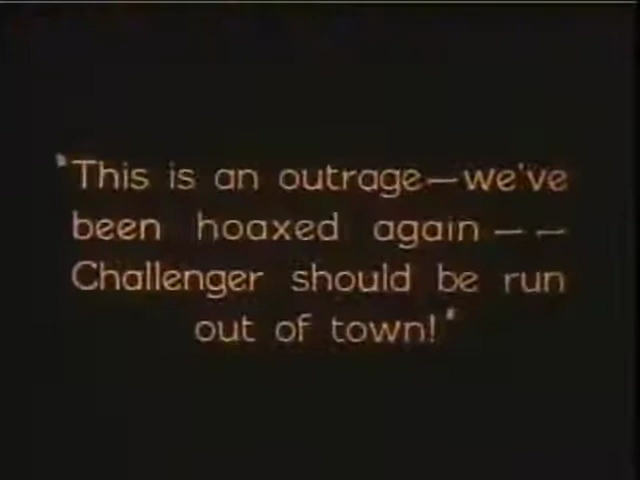 "This is an outrage—we've
been hoaxed again — —
Challenger should be run
out of town!"